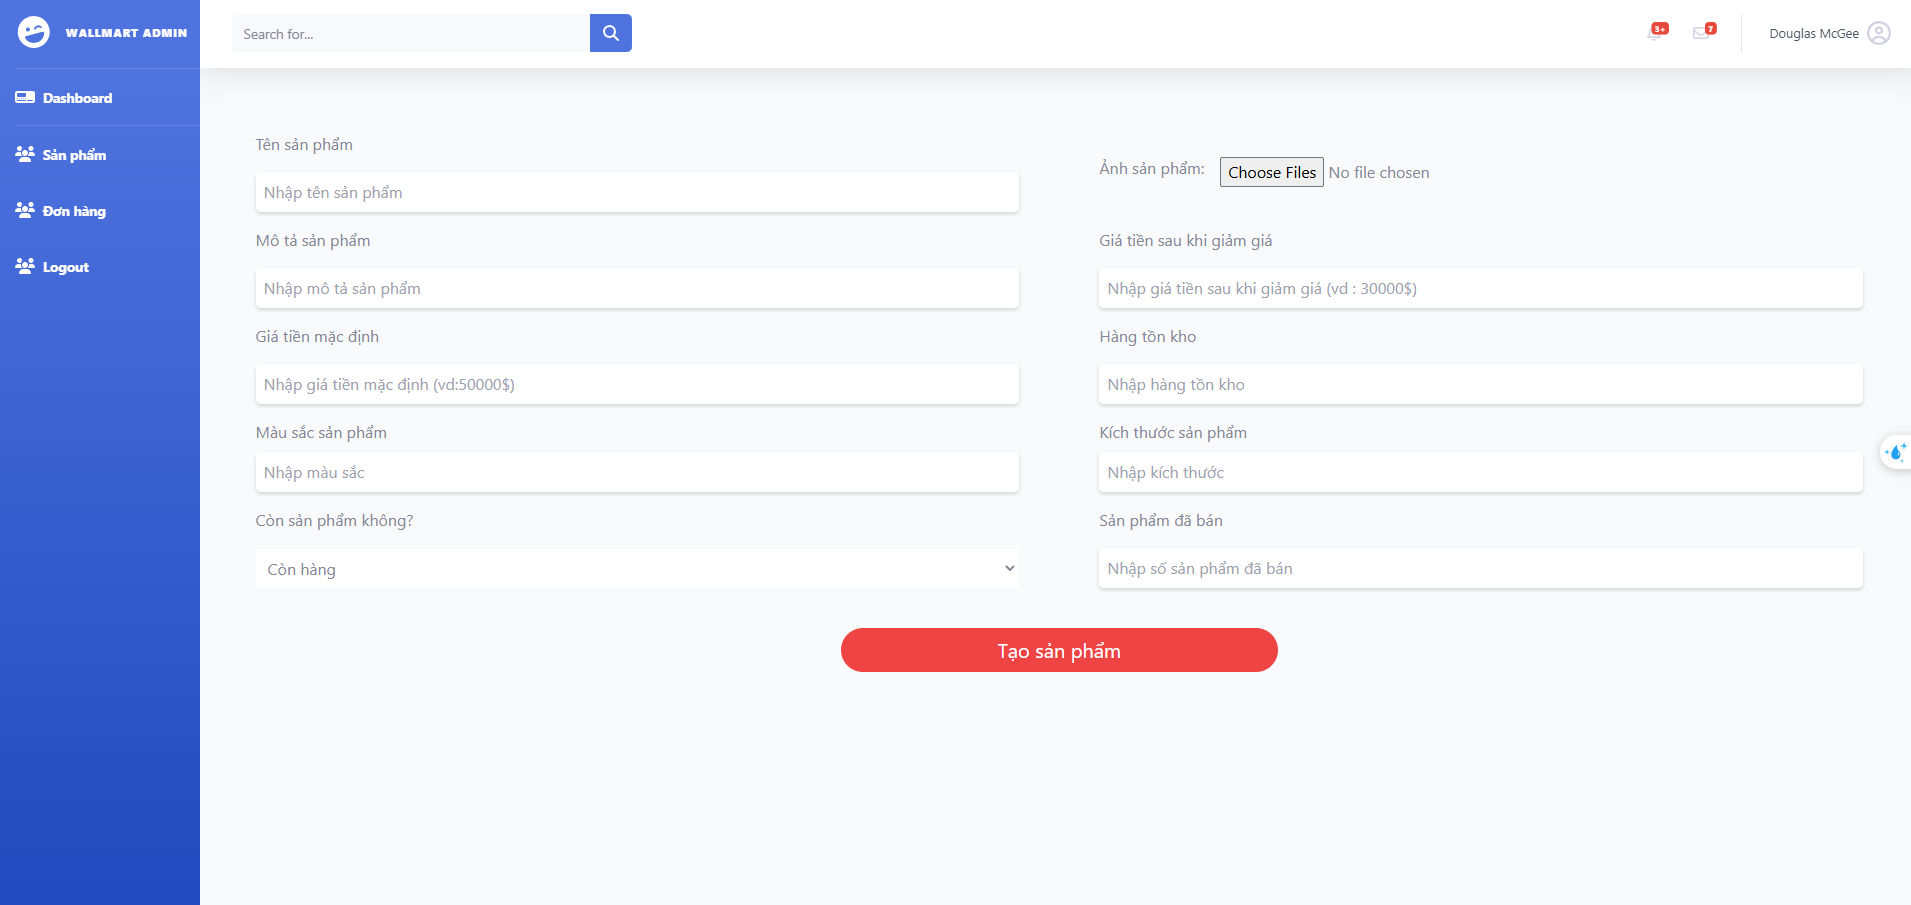 WALLMART ADMIN
Search for...
3+
7
Douglas McGee
Dashboard
Sản phẩm
Đơn hàng
Logout
Tên sản phẩm
Nhập tên sản phẩm
Ảnh sản phẩm: Choose Files No file chosen
Mô tả sản phẩm
Nhập mô tả sản phẩm
Giá tiền sau khi giảm giá
Nhập giá tiền sau khi giảm giá (vd : 30000$)
Giá tiền mặc định
Nhập giá tiền mặc định (vd:50000$)
Hàng tồn kho
Nhập hàng tồn kho
Màu sắc sản phẩm
Nhập màu sắc
Kích thước sản phẩm
Nhập kích thước
Còn sản phẩm không?
Còn hàng
Sản phẩm đã bán
Nhập số sản phẩm đã bán
Tạo sản phẩm